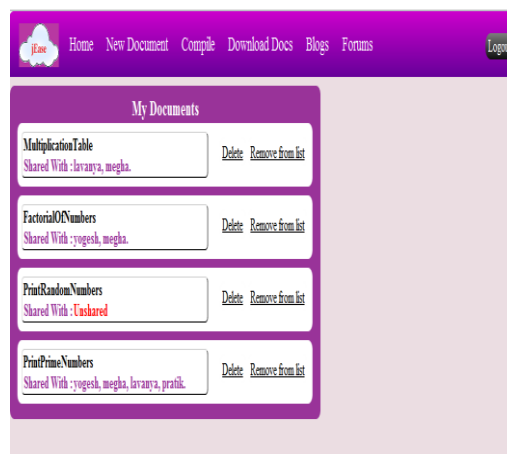 jEase Home New Document Compile Download Docs Blogs Forums
My Documents
MultiplicationTable
Shared With : lavanya, megha.
Delete Remove from list
FactorialOfNumbers
Shared With : yogesh, megha.
Delete Remove from list
PrintRandomNumbers
Shared With : Unshared
Delete Remove from list
PrintPrimeNumbers
Shared With : yogesh, megha, lavanya, pratik.
Delete Remove from list